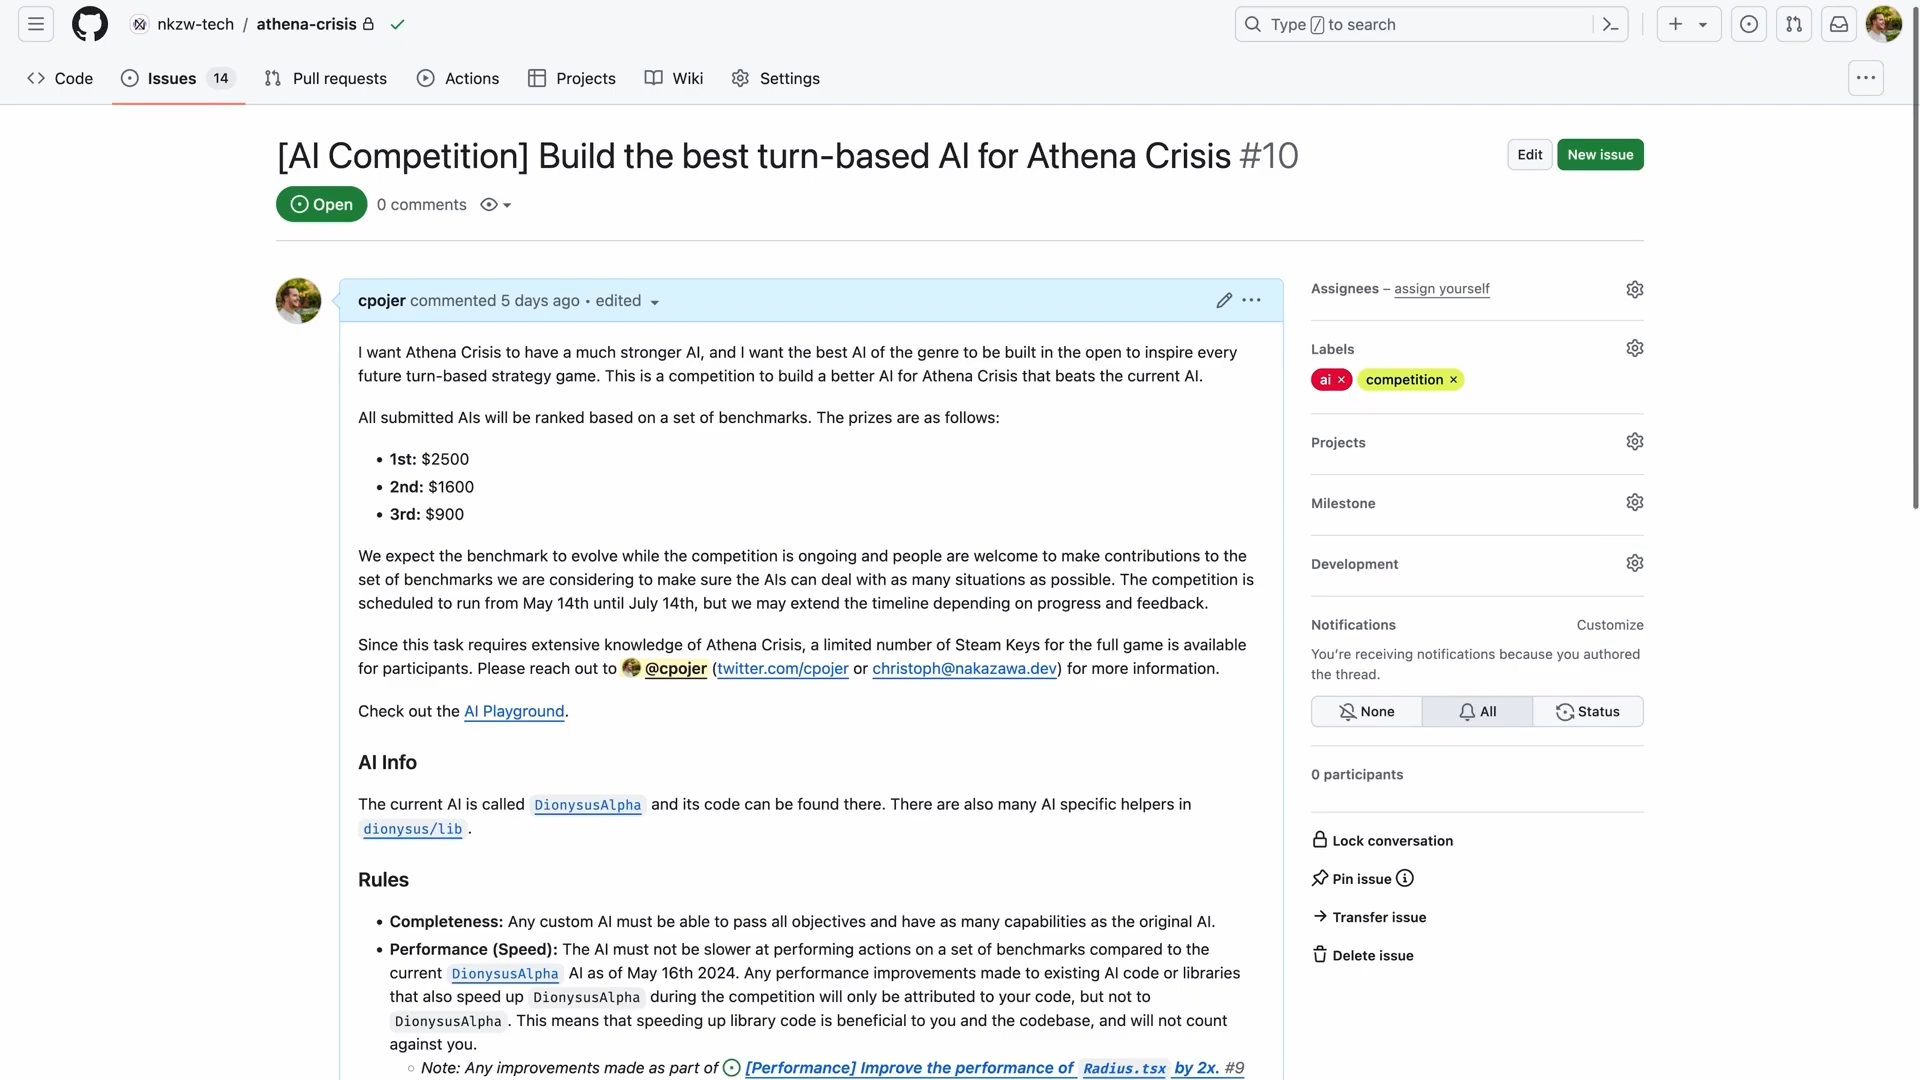 nkzw-tech / athena-crisis
Type / to search
Code
Issues 14
Pull requests
Actions
Projects
Wiki
Settings
[AI Competition] Build the best turn-based AI for Athena Crisis #10
Edit
New issue
Open
0 comments
cpojer commented 5 days ago • edited
I want Athena Crisis to have a much stronger AI, and I want the best AI of the genre to be built in the open to inspire every
future turn-based strategy game. This is a competition to build a better AI for Athena Crisis that beats the current AI.
All submitted AIs will be ranked based on a set of benchmarks. The prizes are as follows:
• 1st: $2500
• 2nd: $1600
• 3rd: $900
We expect the benchmark to evolve while the competition is ongoing and people are welcome to make contributions to the
set of benchmarks we are considering to make sure the AIs can deal with as many situations as possible. The competition is
scheduled to run from May 14th until July 14th, but we may extend the timeline depending on progress and feedback.
Since this task requires extensive knowledge of Athena Crisis, a limited number of Steam Keys for the full game is available
for participants. Please reach out to @cpojer (twitter.com/cpojer or christoph@nakazawa.dev) for more information.
Check out the AI Playground.
AI Info
The current AI is called DionysusAlpha and its code can be found there. There are also many AI specific helpers in
dionysus/lib.
Rules
• Completeness: Any custom AI must be able to pass all objectives and have as many capabilities as the original AI.
• Performance (Speed): The AI must not be slower at performing actions on a set of benchmarks compared to the
current DionysusAlpha AI as of May 16th 2024. Any performance improvements made to existing AI code or libraries
that also speed up DionysusAlpha during the competition will only be attributed to your code, but not to
DionysusAlpha. This means that speeding up library code is beneficial to you and the codebase, and will not count
against you.
◦ Note: Any improvements made as part of [Performance] Improve the performance of Radius.tsx by 2x. #9
Assignees – assign yourself
Labels
ai ×
competition ×
Projects
Milestone
Development
Notifications
Customize
You're receiving notifications because you authored
the thread.
None
All
Status
0 participants
Lock conversation
Pin issue
Transfer issue
Delete issue